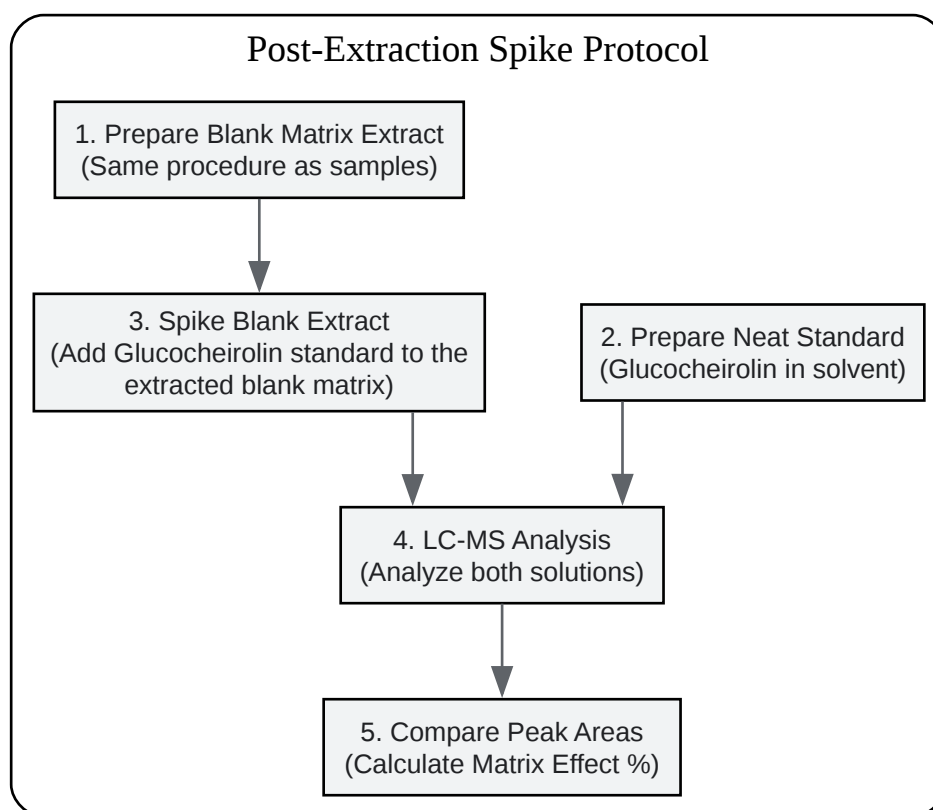 Post-Extraction Spike Protocol
1. Prepare Blank Matrix Extract
(Same procedure as samples)
3. Spike Blank Extract
(Add Glucocheirolin standard to the
extracted blank matrix)
2. Prepare Neat Standard
(Glucocheirolin in solvent)
4. LC-MS Analysis
(Analyze both solutions)
5. Compare Peak Areas
(Calculate Matrix Effect %)